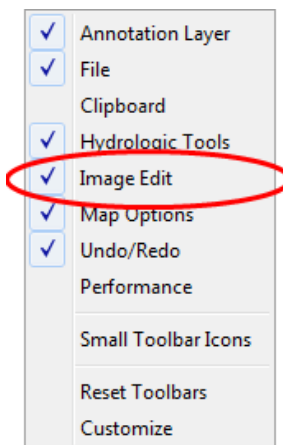 Annotation Layer
File
Clipboard
Hydrologic Tools
Image Edit
Map Options
Undo/Redo
Performance
Small Toolbar Icons
Reset Toolbars
Customize